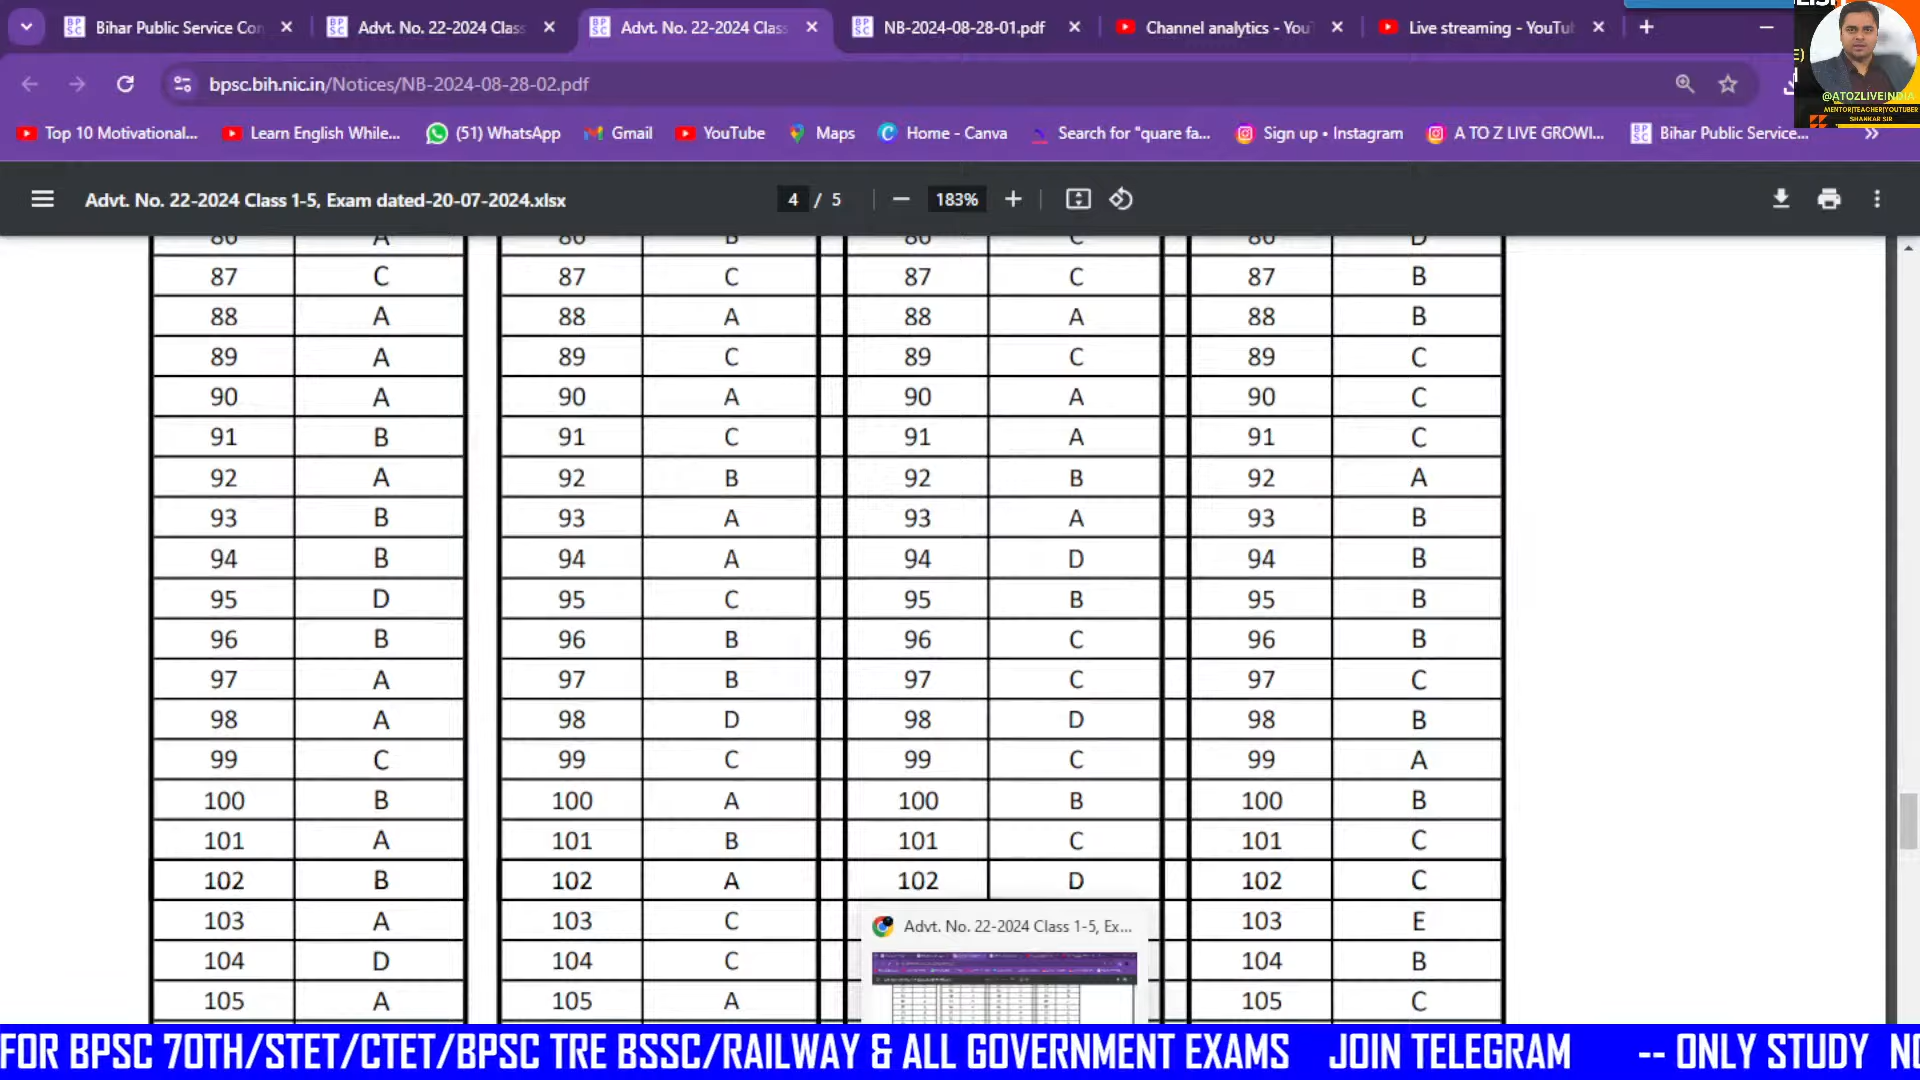 Bihar Public Service Con
Advt. No. 22-2024 Class
Advt. No. 22-2024 Class
NB-2024-08-28-01.pdf
Channel analytics - You
Live streaming - YouTu
bpsc.bih.nic.in/Notices/NB-2024-08-28-02.pdf
@ATOZLIVEINDIA
MENTOR|TEACHER|YOUTUBER
SHANKAR SIR
Top 10 Motivational...
Learn English While...
(51) WhatsApp
Gmail
YouTube
Maps
Home - Canva
Search for "quare fa...
Sign up • Instagram
A TO Z LIVE GROWI...
Bihar Public Service...
Advt. No. 22-2024 Class 1-5, Exam dated-20-07-2024.xlsx
4 / 5
183%
86 A 86 B 86 C 86 D
87 C 87 C 87 C 87 B
88 A 88 A 88 A 88 B
89 A 89 C 89 C 89 C
90 A 90 A 90 A 90 C
91 B 91 C 91 A 91 C
92 A 92 B 92 B 92 A
93 B 93 A 93 A 93 B
94 B 94 A 94 D 94 B
95 D 95 C 95 B 95 B
96 B 96 B 96 C 96 B
97 A 97 B 97 C 97 C
98 A 98 D 98 D 98 B
99 C 99 C 99 C 99 A
100 B 100 A 100 B 100 B
101 A 101 B 101 C 101 C
102 B 102 A 102 D 102 C
103 A 103 C 103 E
104 D 104 C 104 B
105 A 105 A 105 C
Advt. No. 22-2024 Class 1-5, Ex...
FOR BPSC 70TH/STET/CTET/BPSC TRE BSSC/RAILWAY & ALL GOVERNMENT EXAMS JOIN TELEGRAM -- ONLY STUDY